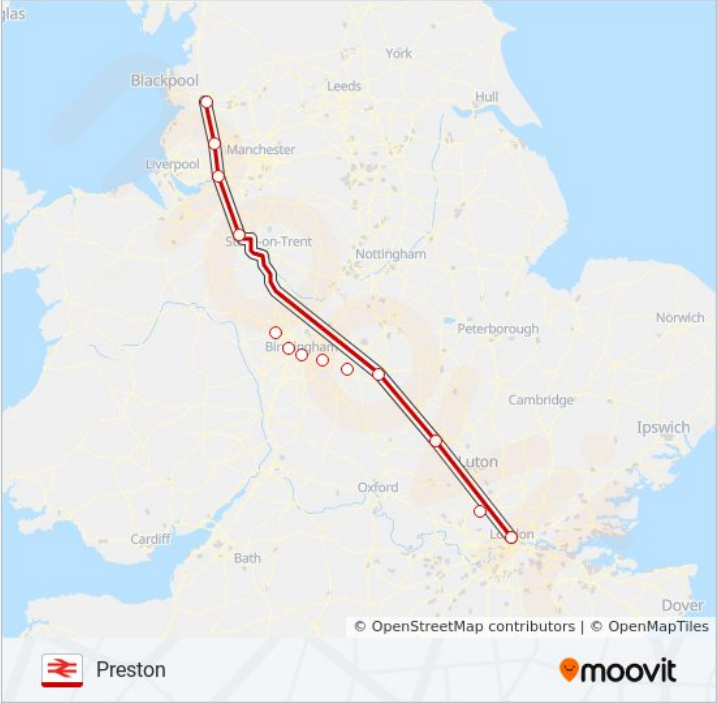 glas
York
Blackpool
Leeds
Hull
Manchester
Liverpool
St -on-Trent
Nottingham
Norwich
Peterborough
Birmingham
Cambridge
Ipswich
Luton
Oxford
London
Cardiff
Bath
Dover
© OpenStreetMap contributors | © OpenMapTiles
Preston
moovit